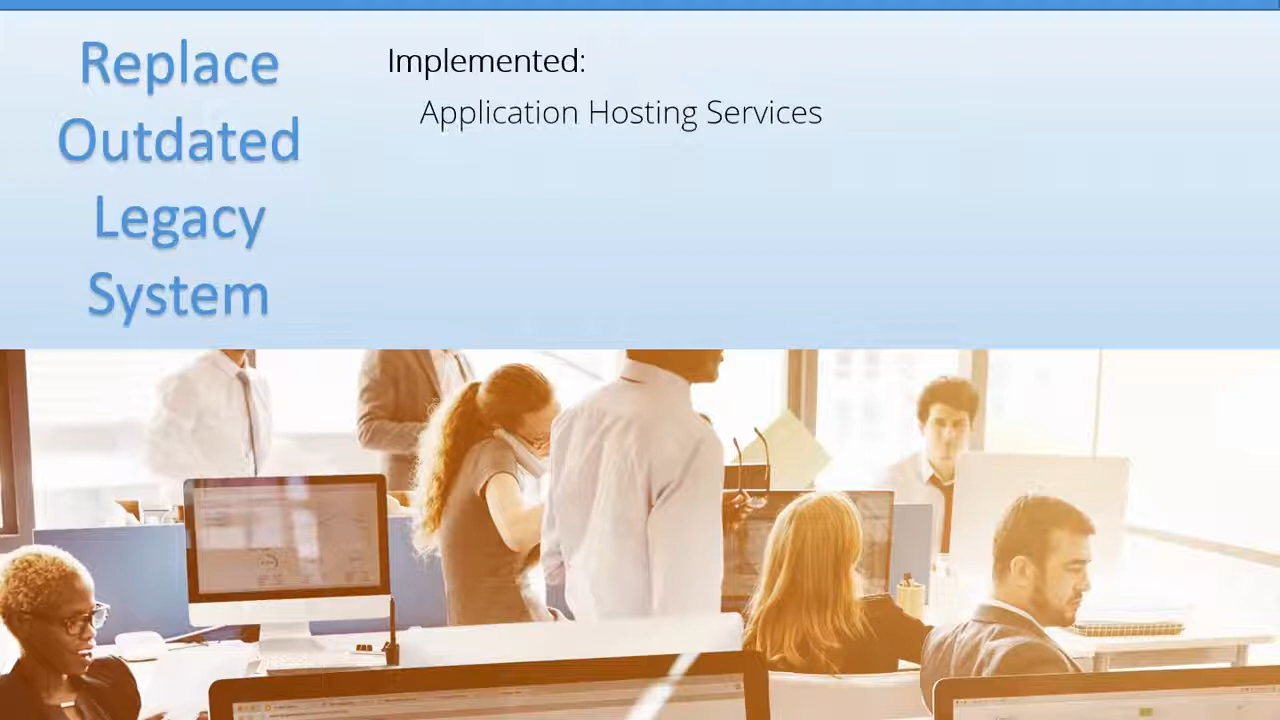 Replace
Outdated
Legacy
System
Implemented:
Application Hosting Services